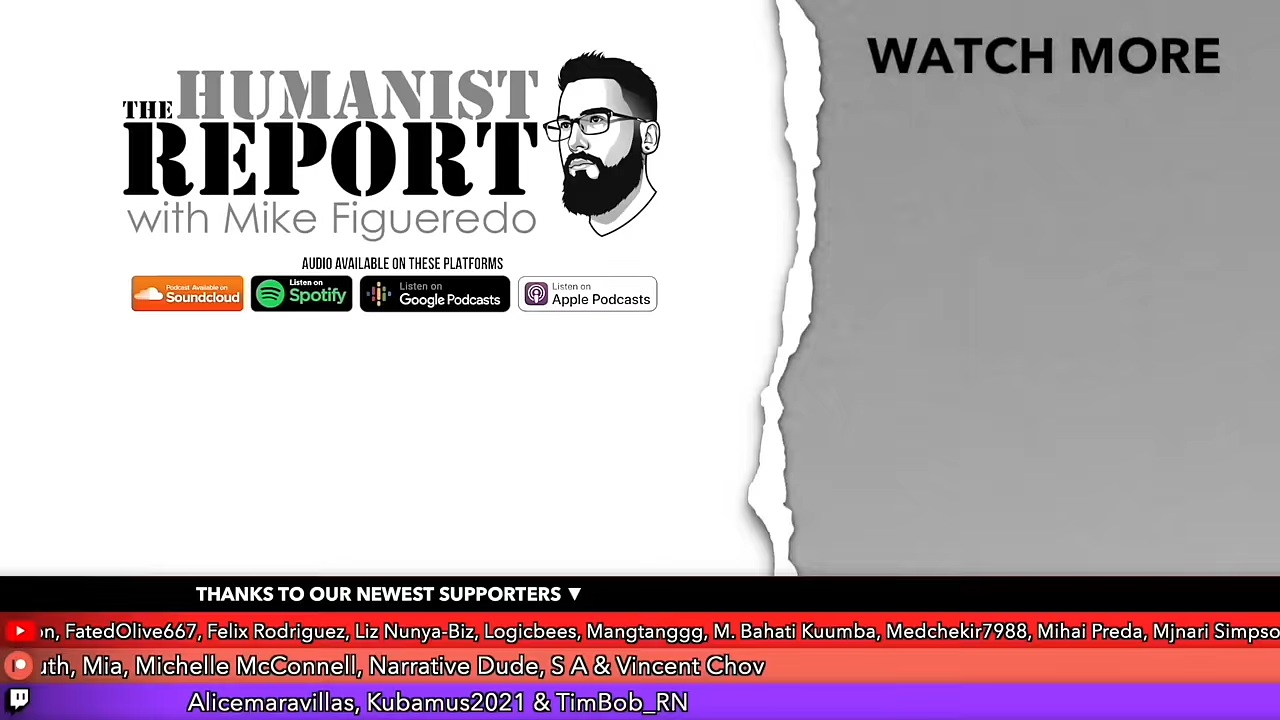 THE HUMANIST
REPORT
with Mike Figueredo
WATCH MORE
AUDIO AVAILABLE ON THESE PLATFORMS
Podcast Available on
Soundcloud
Listen on
Spotify
Listen on
Google Podcasts
Listen on
Apple Podcasts
THANKS TO OUR NEWEST SUPPORTERS ▼
FatedOlive667, Felix Rodriguez, Liz Nunya-Biz, Logicbees, Mangtanggg, M. Bahati Kuumba, Medchekir7988, Mihai Preda, Mjnari Simpso
uth, Mia, Michelle McConnell, Narrative Dude, S A & Vincent Chov
Alicemaravillas, Kubamus2021 & TimBob_RN